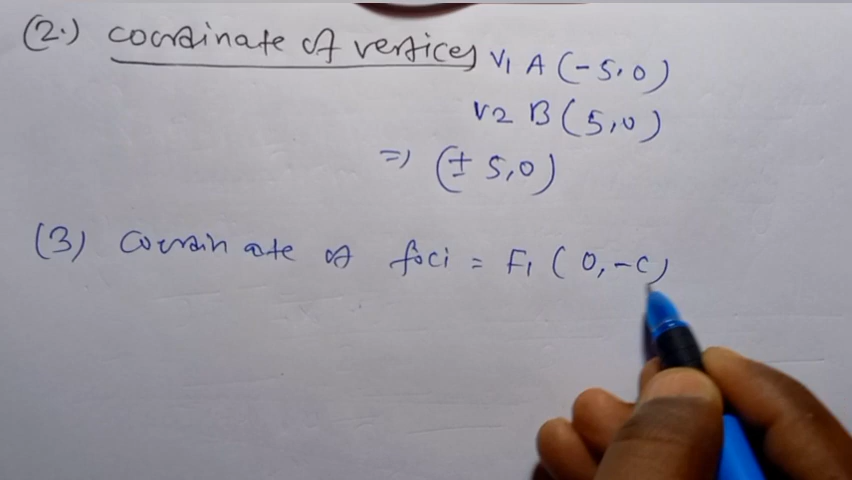 (2.) coordinate of vertices V1 A (-5,0)
V2 B (5,0)
=> (± 5,0)
(3) coordinate of foci = F1 (0,-c)